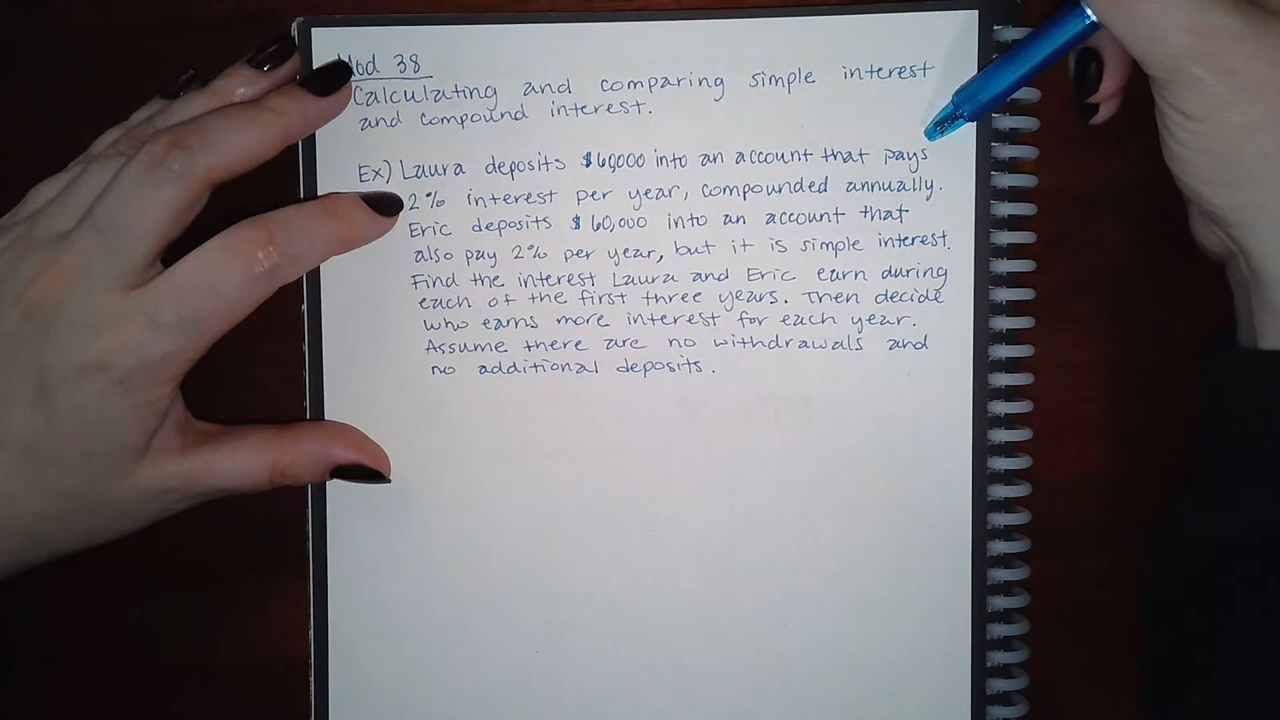 Mod 38
Calculating and comparing simple interest
and compound interest.
Ex) Laura deposits $60,000 into an account that pays
2% interest per year, compounded annually.
Eric deposits $60,000 into an account that
also pay 2% per year, but it is simple interest.
Find the interest Laura and Eric earn during
each of the first three years. Then decide
who earns more interest for each year.
Assume there are no withdrawals and
no additional deposits.